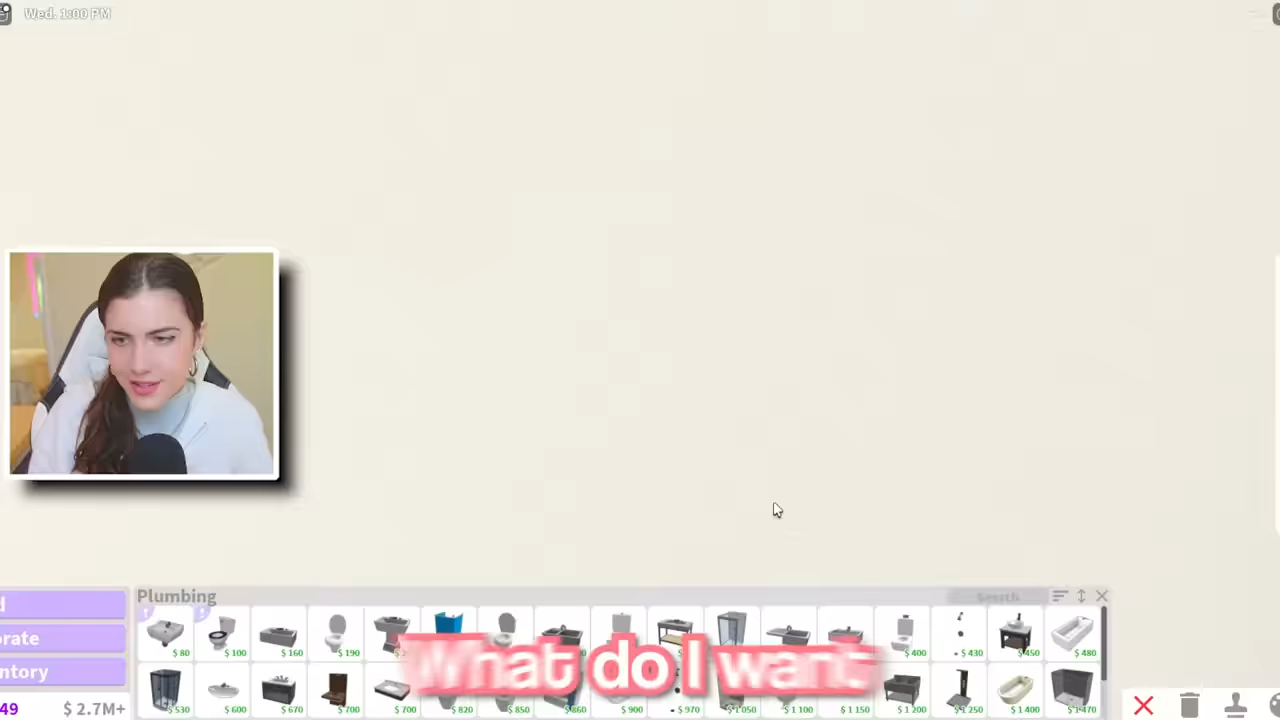 Wed. 1:00 PM
d
Plumbing
Search
orate
$ 80
$ 100
$ 160
$ 190
$ 400
$ 430
$ 450
$ 480
ntory
What do I want
49
$ 2.7M+
$ 530
$ 600
$ 670
$ 700
$ 700
$ 820
$ 850
$ 860
$ 900
$ 970
$ 1 050
$ 1 100
$ 1 150
$ 1 200
$ 1 250
$ 1 400
$ 1 470